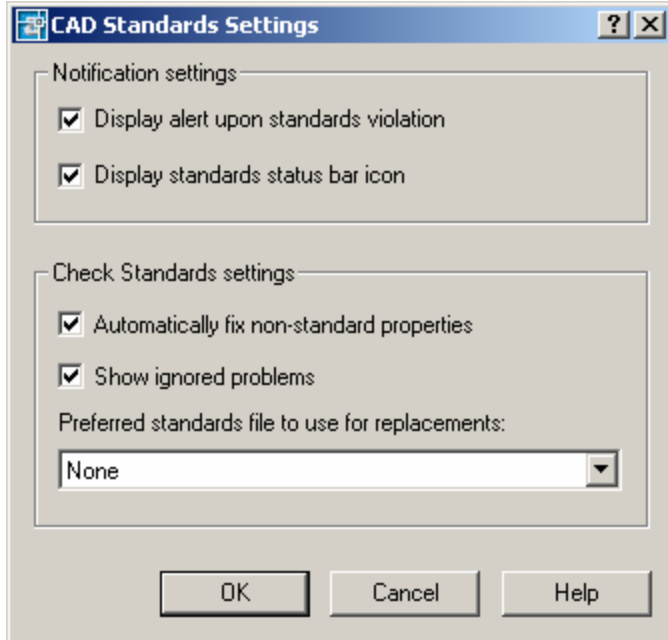 CAD Standards Settings
Notification settings
Display alert upon standards violation
Display standards status bar icon
Check Standards settings
Automatically fix non-standard properties
Show ignored problems
Preferred standards file to use for replacements:
None
OK Cancel Help